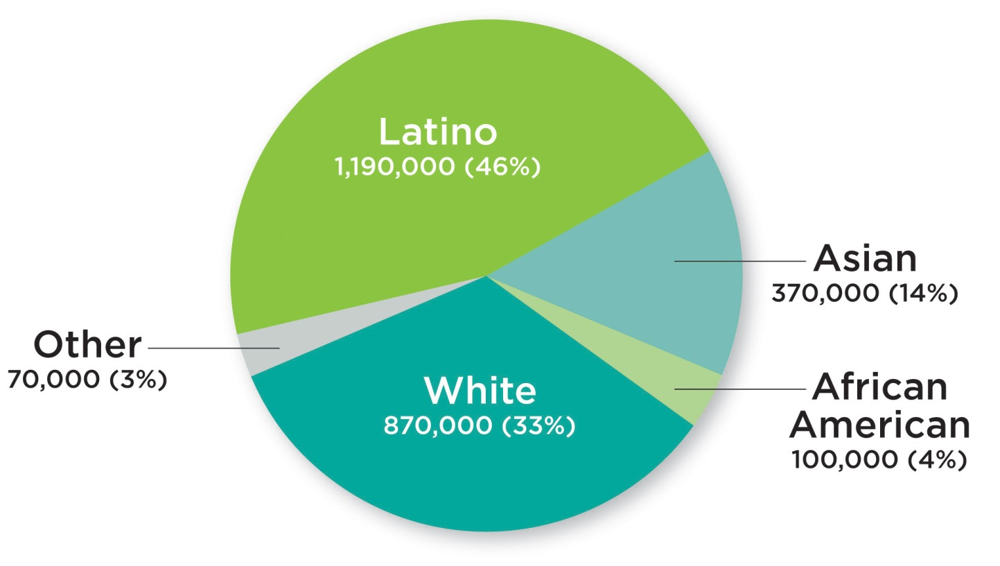 Latino
1,190,000 (46%)
Asian
370,000 (14%)
Other
70,000 (3%)
White
870,000 (33%)
African
American
100,000 (4%)